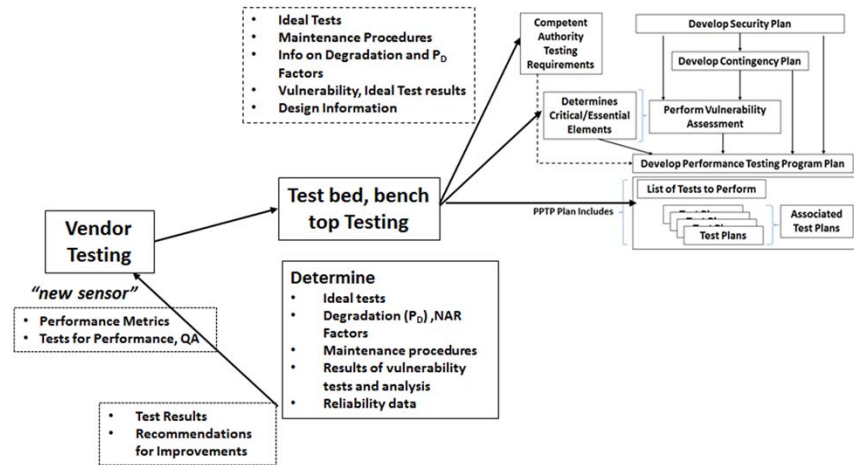 • Ideal Tests
• Maintenance Procedures
• Info on Degradation and PD
Factors
• Vulnerability, Ideal Test results
• Design Information
Competent
Authority
Testing
Requirements
Develop Security Plan
Develop Contingency Plan
Determines
Critical/Essential
Elements
Perform Vulnerability
Assessment
Develop Performance Testing Program Plan
List of Tests to Perform
PPTP Plan Includes
Test Plans
Associated
Test Plans
Test bed, bench
top Testing
Vendor
Testing
“new sensor”
• Performance Metrics
• Tests for Performance, QA
Determine
• Ideal tests
• Degradation (PD) ,NAR
Factors
• Maintenance procedures
• Results of vulnerability
tests and analysis
• Reliability data
• Test Results
• Recommendations
for Improvements